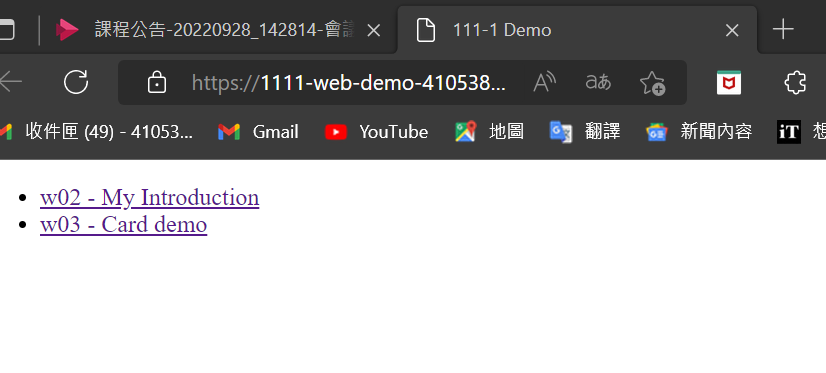 課程公告-20220928_142814-會議
111-1 Demo
https://1111-web-demo-410538...
收件匣 (49) - 41053...
Gmail
YouTube
地圖
翻譯
新聞內容
iT
想
w02 - My Introduction
w03 - Card demo